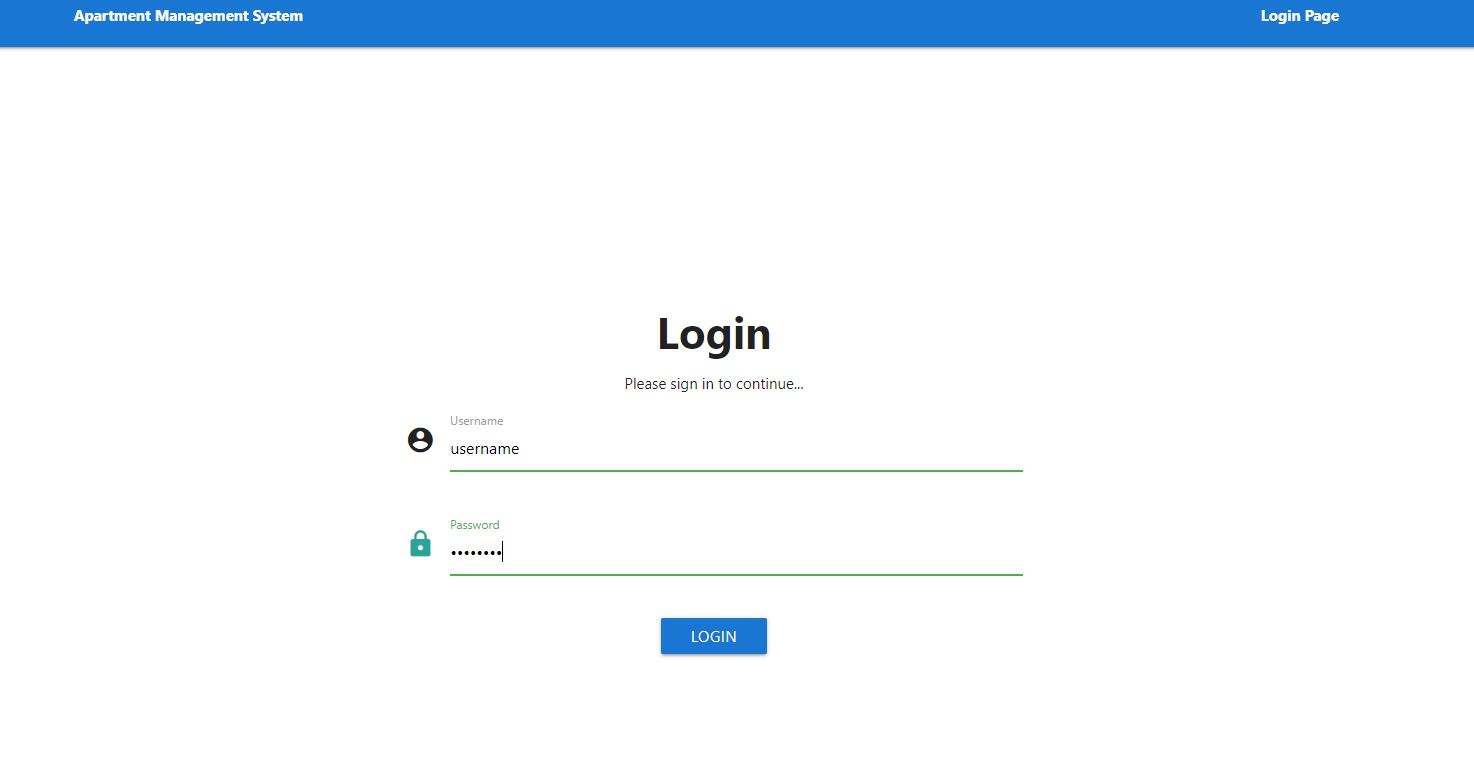 Apartment Management System
Login Page
Login
Please sign in to continue...
Username
username
Password
••••••••
LOGIN